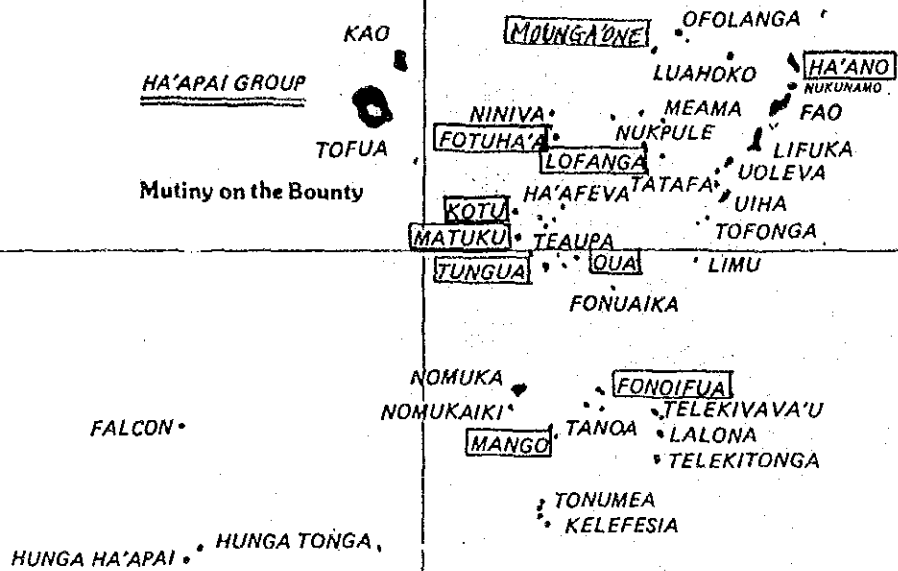 OFOLANGA
KAO
MOUNGA'ONE
LUAHOKO
HA'ANO
HA'APAI GROUP
NUKUNAMO
NINIVA
MEAMA
FAO
FOTUHA'A
NUKPULE
TOFUA
LOFANGA
LIFUKA
UOLEVA
Mutiny on the Bounty
HA'AFEVA
TATAFA
UIHA
KOTU
TOFONGA
MATUKU
TEAUPA
TUNGUA
OUA
LIMU
FONUAIKA
NOMUKA
FONOIFUA
NOMUKAIKI
TELEKIVAVA'U
FALCON
MANGO
TANOA
LALONA
TELEKITONGA
TONUMEA
KELEFESIA
HUNGA TONGA
HUNGA HA'APAI